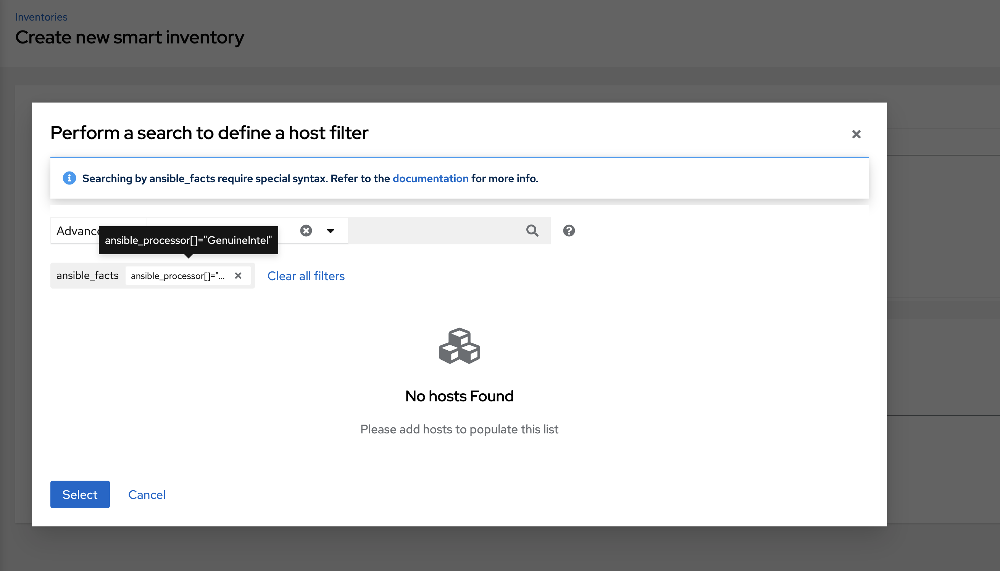 Inventories
Create new smart inventory
Perform a search to define a host filter
Searching by ansible_facts require special syntax. Refer to the documentation for more info.
Advance
ansible_processor[]="GenuineIntel"
ansible_facts ansible_processor[]="... Clear all filters
No hosts Found
Please add hosts to populate this list
Select Cancel